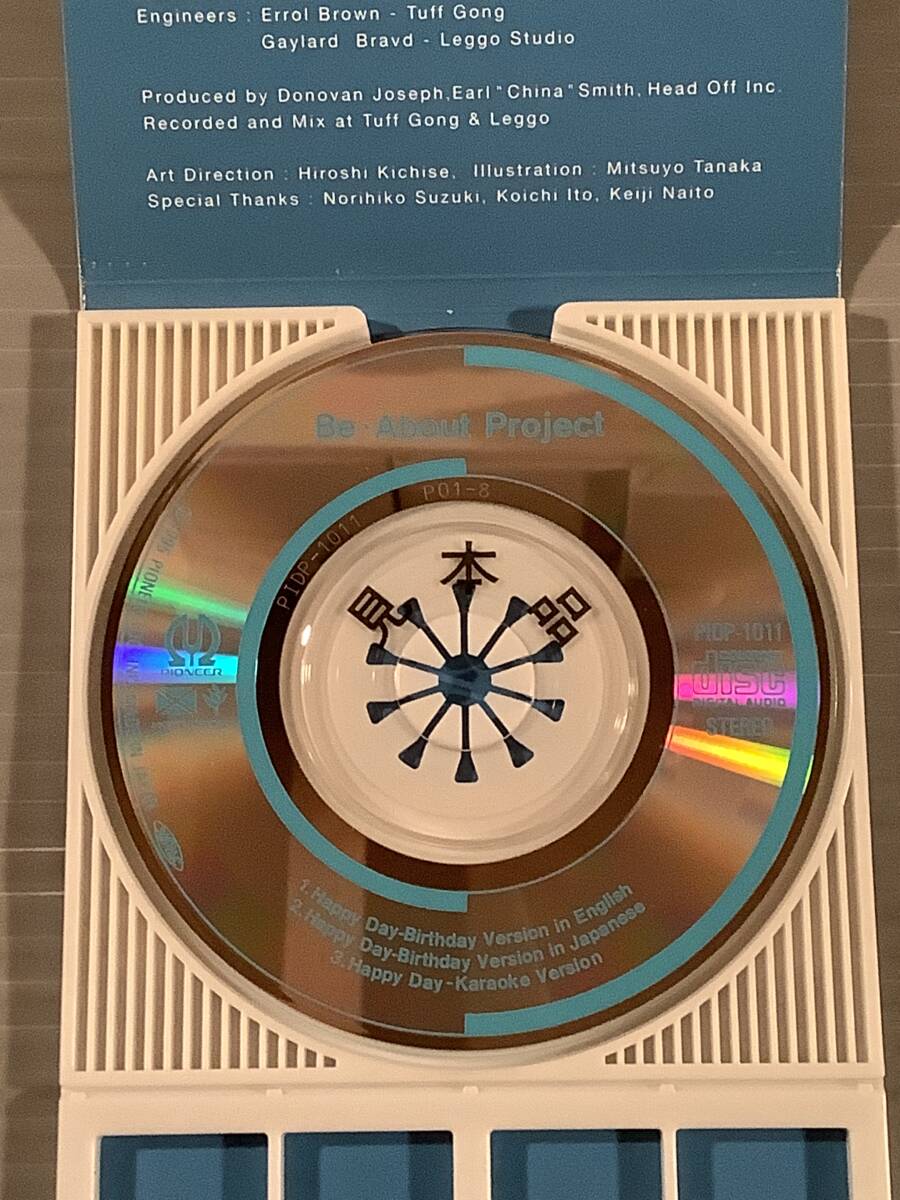 Engineers : Errol Brown - Tuff Gong
Gaylard Bravd - Leggo Studio
Produced by Donovan Joseph, Earl "China" Smith, Head Off Inc.
Recorded and Mix at Tuff Gong & Leggo
Art Direction : Hiroshi Kichise, Illustration : Mitsuyo Tanaka
Special Thanks : Norihiko Suzuki, Koichi Ito, Keiji Naito
Be・About Project
PIDP-1011 P01-8
見本品
PIONEER
PIDP-1011
disc
DIGITAL AUDIO
STEREO
1.Happy Day-Birthday Version in English
2.Happy Day-Birthday Version in Japanese
3.Happy Day-Karaoke Version